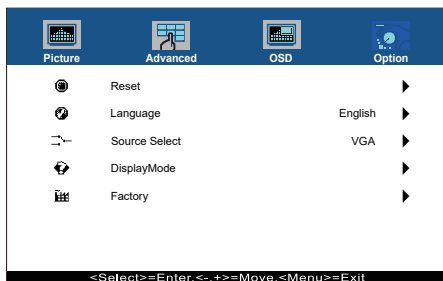 Picture Advanced OSD Option
Reset
Language English
Source Select VGA
DisplayMode
Factory
<Select>=Enter,<-,+>=Move,<Menu>=Exit